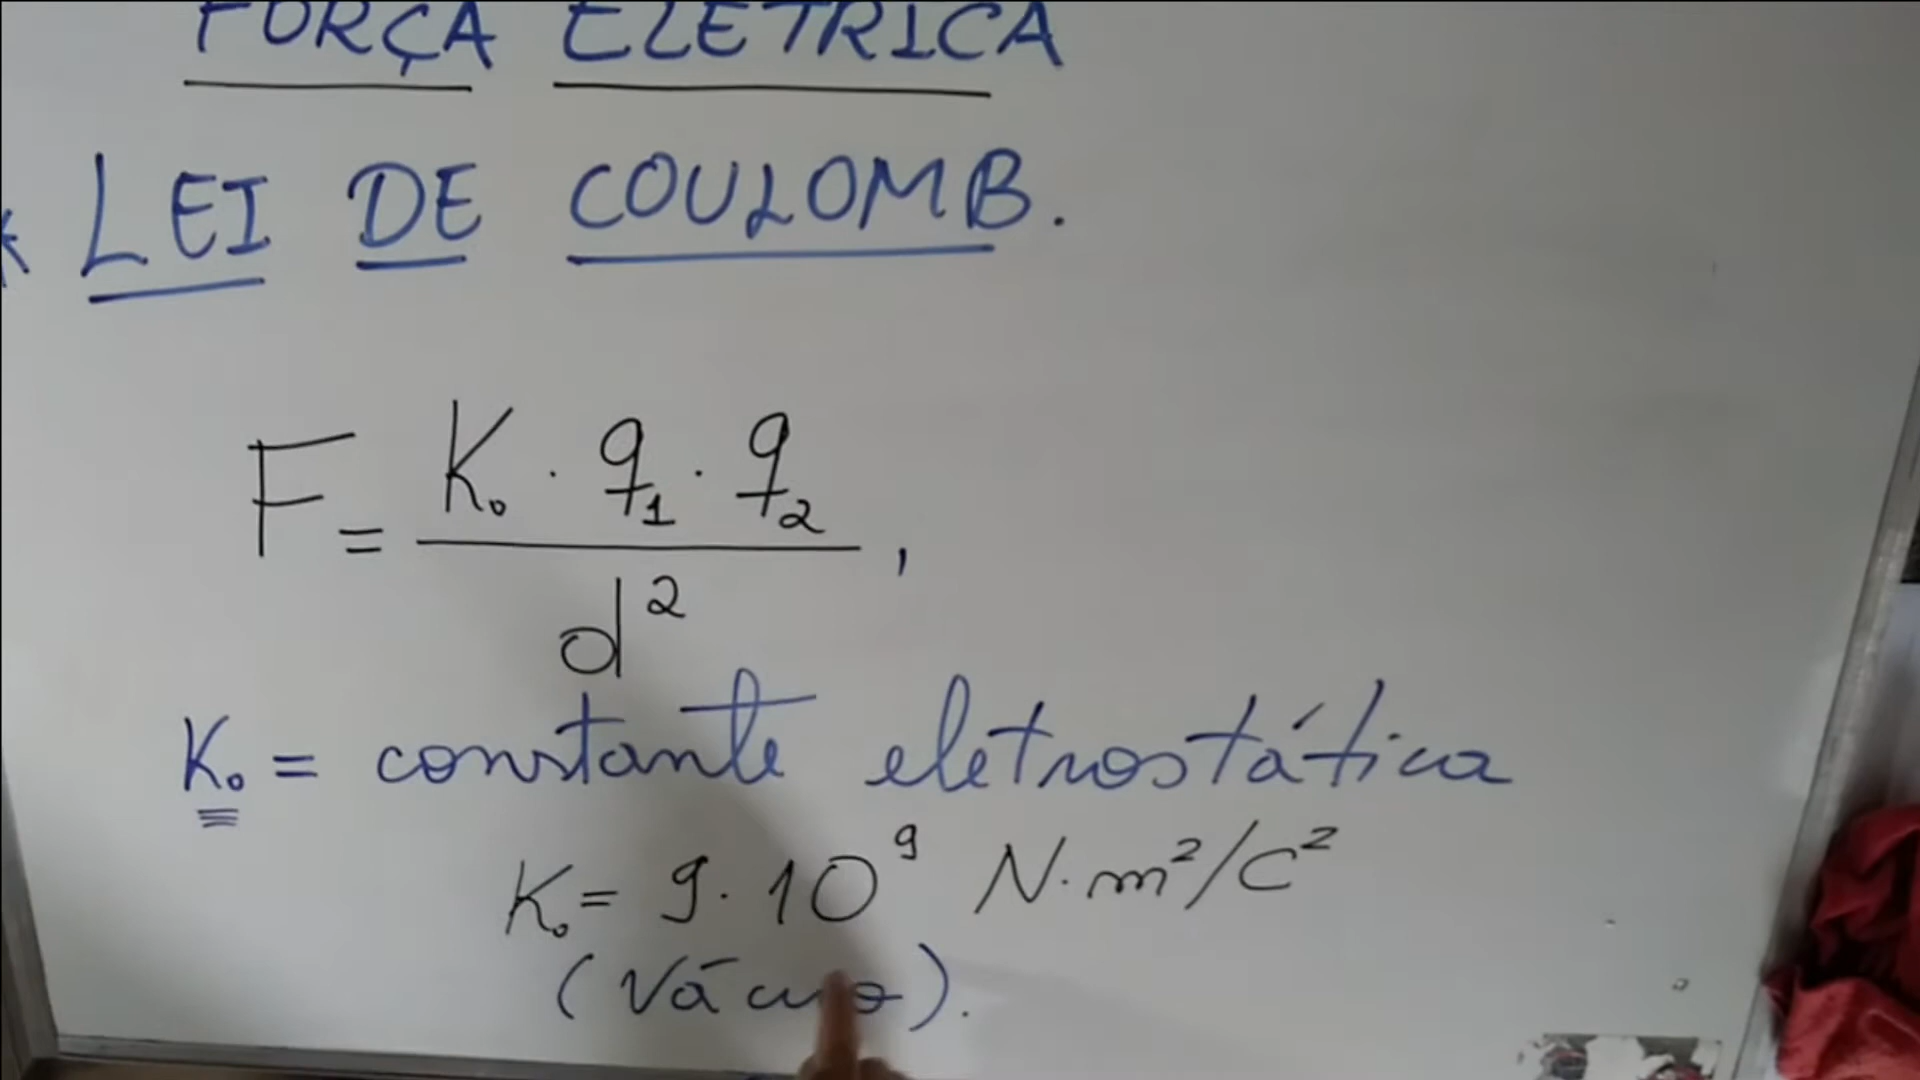 FORÇA ELETRICA
* LEI DE COULOMB.
F = K₀ · q₁ · q₂ / d² ,
K₀ = constante eletrostática
K₀ = 9 · 10⁹ N·m²/C²
(Vácuo).